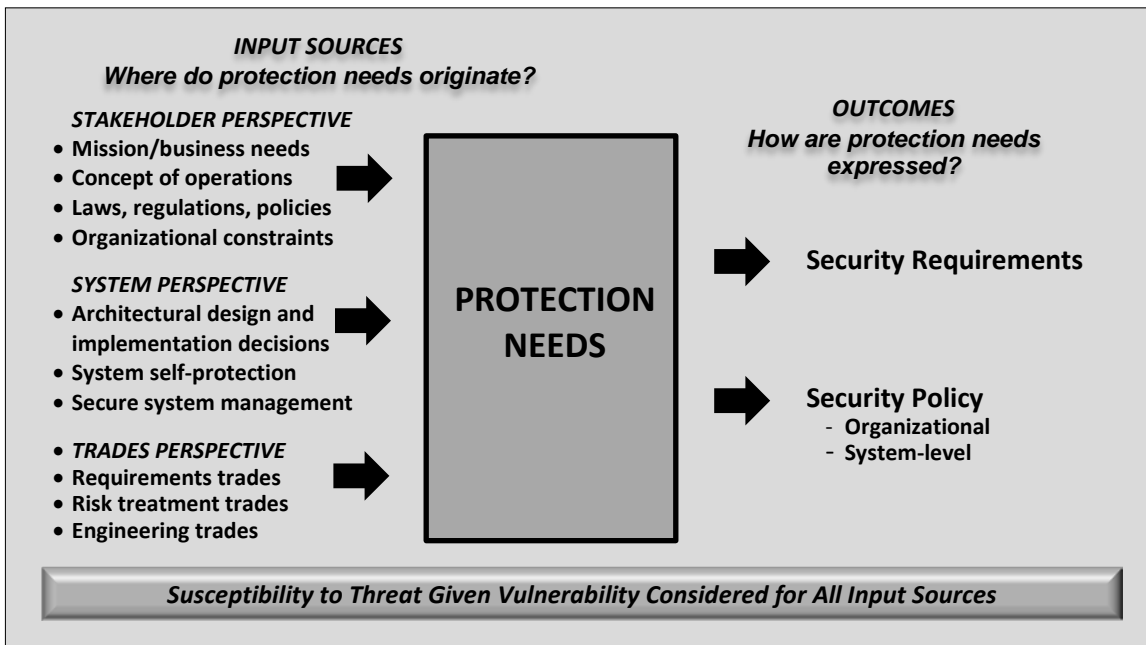 INPUT SOURCES
Where do protection needs originate?
STAKEHOLDER PERSPECTIVE
• Mission/business needs
• Concept of operations
• Laws, regulations, policies
• Organizational constraints
SYSTEM PERSPECTIVE
• Architectural design and
implementation decisions
• System self-protection
• Secure system management
• TRADES PERSPECTIVE
• Requirements trades
• Risk treatment trades
• Engineering trades
PROTECTION
NEEDS
OUTCOMES
How are protection needs
expressed?
Security Requirements
Security Policy
- Organizational
- System-level
Susceptibility to Threat Given Vulnerability Considered for All Input Sources